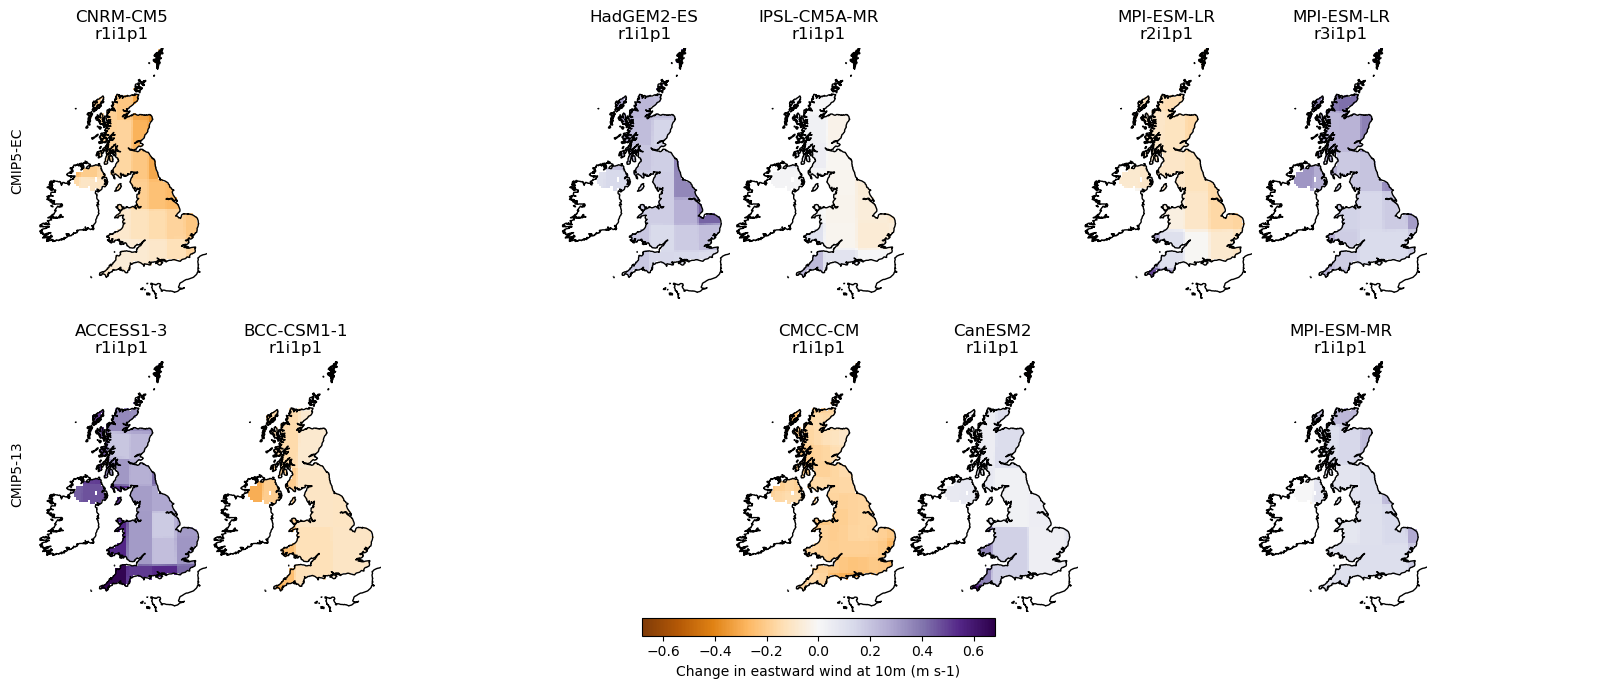 CNRM-CM5
r1i1p1
HadGEM2-ES
r1i1p1
IPSL-CM5A-MR
r1i1p1
MPI-ESM-LR
r2i1p1
MPI-ESM-LR
r3i1p1
CMIP5-EC
ACCESS1-3
r1i1p1
BCC-CSM1-1
r1i1p1
CMCC-CM
r1i1p1
CanESM2
r1i1p1
MPI-ESM-MR
r1i1p1
CMIP5-13
−0.6 −0.4 −0.2 0.0 0.2 0.4 0.6
Change in eastward wind at 10m (m s-1)